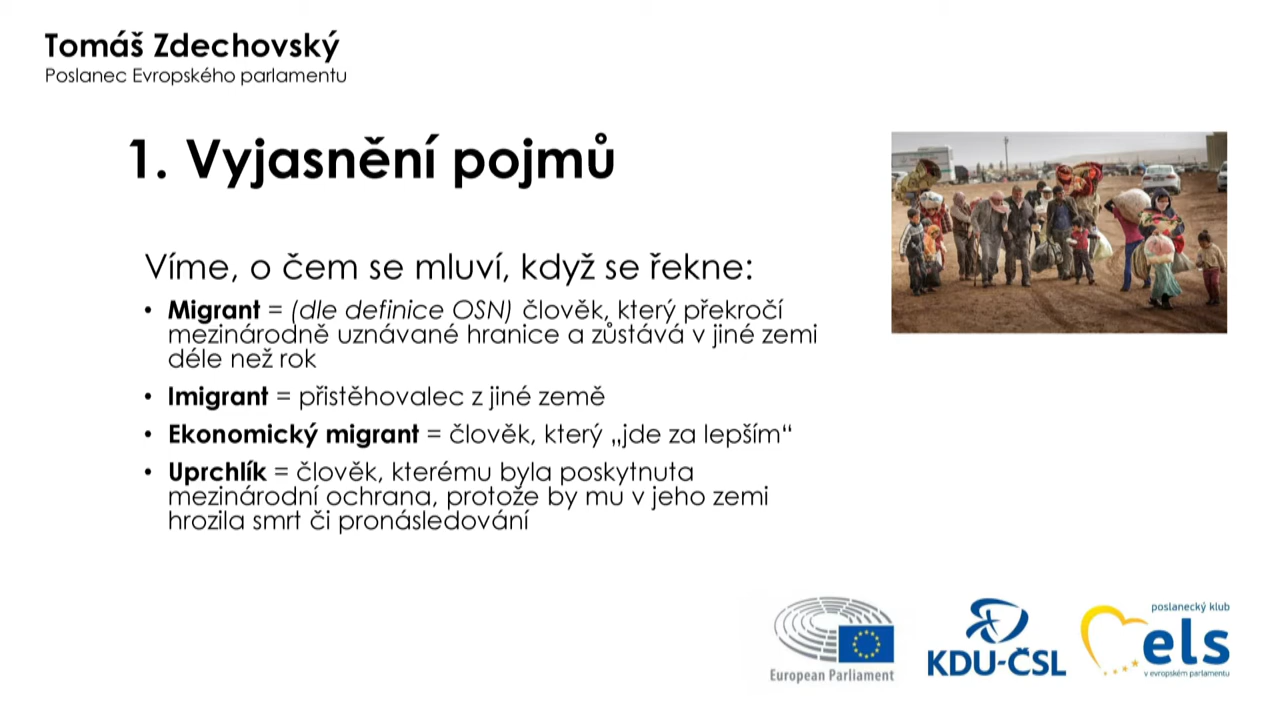 Tomáš Zdechovský
Poslanec Evropského parlamentu
1. Vyjasnění pojmů
Víme, o čem se mluví, když se řekne:
• Migrant = (dle definice OSN) člověk, který překročí
mezinárodně uznávané hranice a zůstává v jiné zemi
déle než rok
• Imigrant = přistěhovalec z jiné země
• Ekonomický migrant = člověk, který „jde za lepším“
• Uprchlík = člověk, kterému byla poskytnuta
mezinárodní ochrana, protože by mu v jeho zemi
hrozila smrt či pronásledování
European Parliament
KDU-ČSL
poslanecký klub
els
v evropském parlamentu